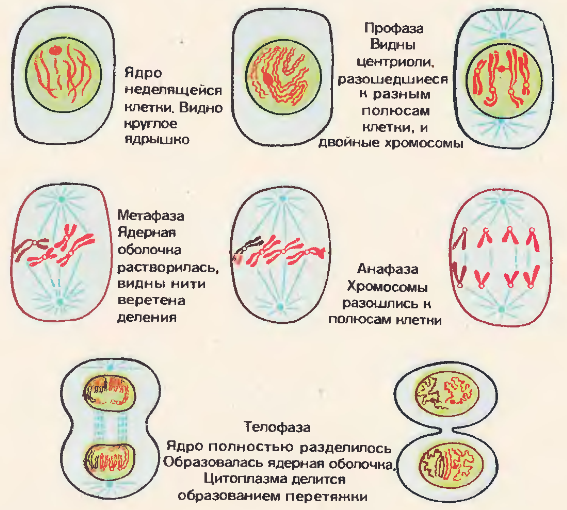 Ядро
неделящейся
клетки. Видно
круглое
ядрышко
Профаза
Видны
центриоли,
разошедшиеся
к разным
полюсам
клетки, и
двойные хромосомы
Метафаза
Ядерная
оболочка
растворилась,
видны нити
веретена
деления
Анафаза
Хромосомы
разошлись к
полюсам клетки
Телофаза
Ядро полностью разделилось
Образовалась ядерная оболочка.
Цитоплазма делится
образованием перетяжки